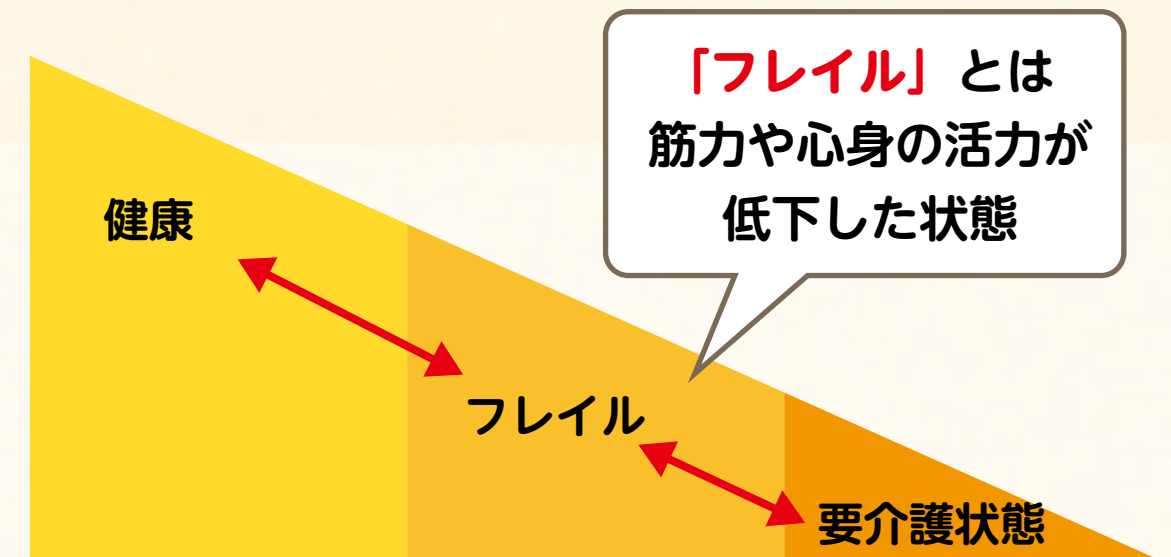 「フレイル」とは
筋力や心身の活力が
低下した状態
健康
フレイル
要介護状態